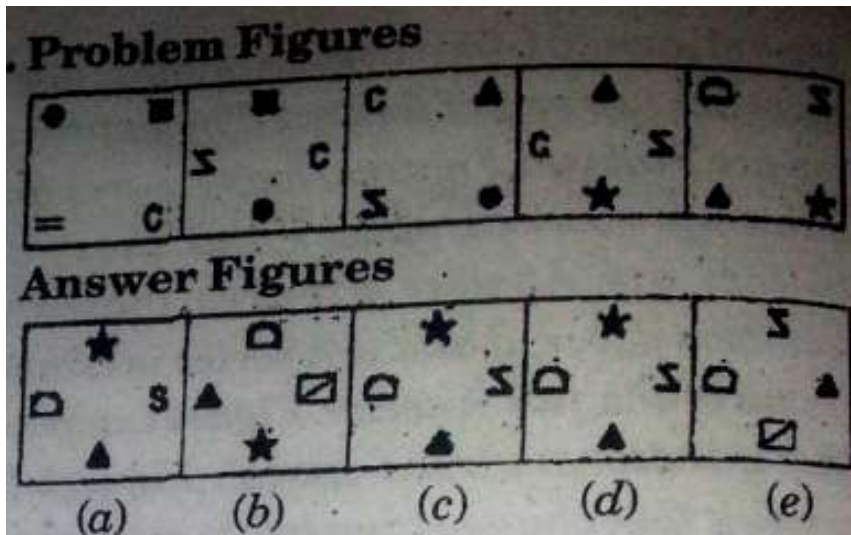 . Problem Figures
= C
C
C
C
Answer Figures
S
(a) (b) (c) (d) (e)